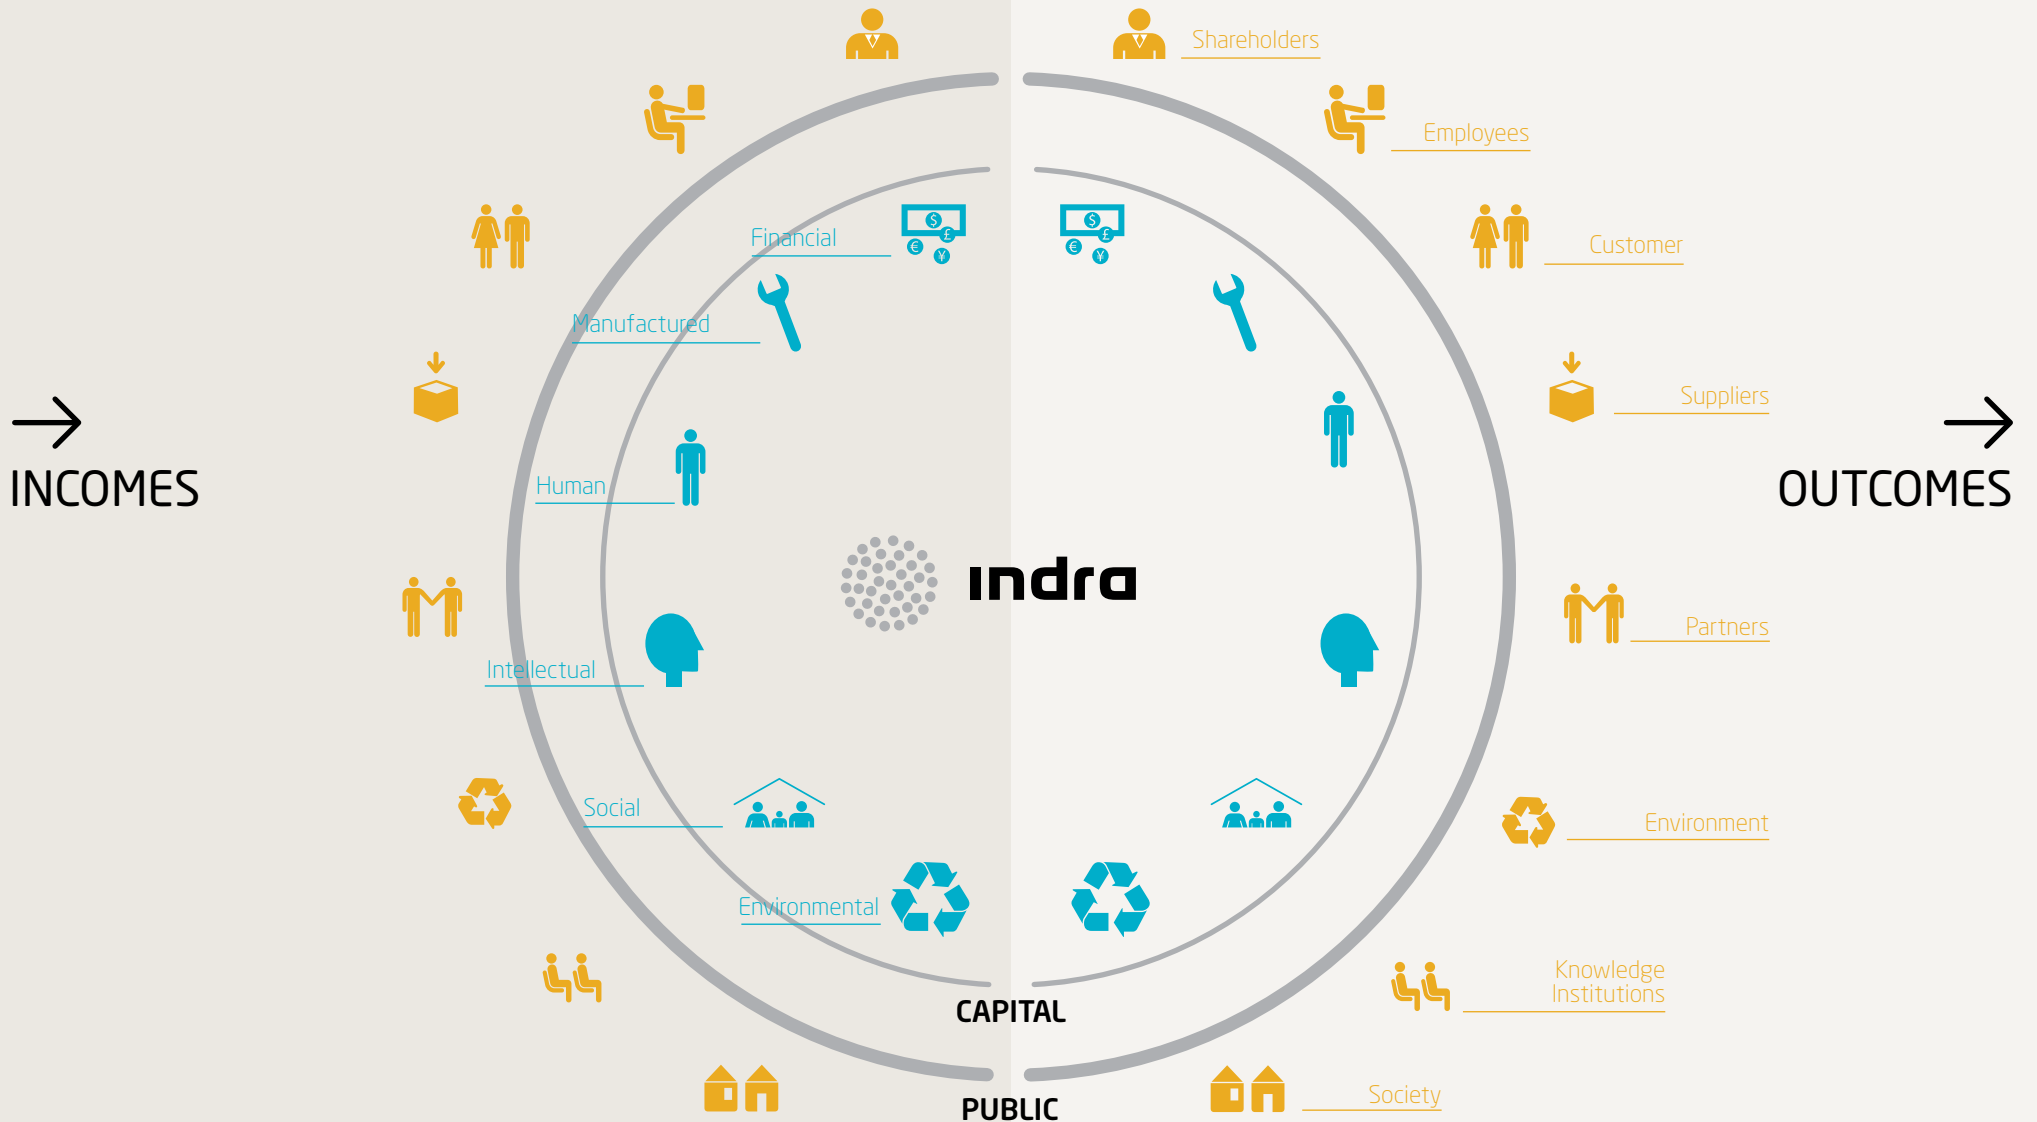 Shareholders
Employees
Financial
Customer
Manufactured
Suppliers
INCOMES
Human
OUTCOMES
ındra
Partners
Intellectual
Social
Environment
Environmental
Knowledge
Institutions
CAPITAL
Society
PUBLIC
$
£
€
¥
$
£
€
¥